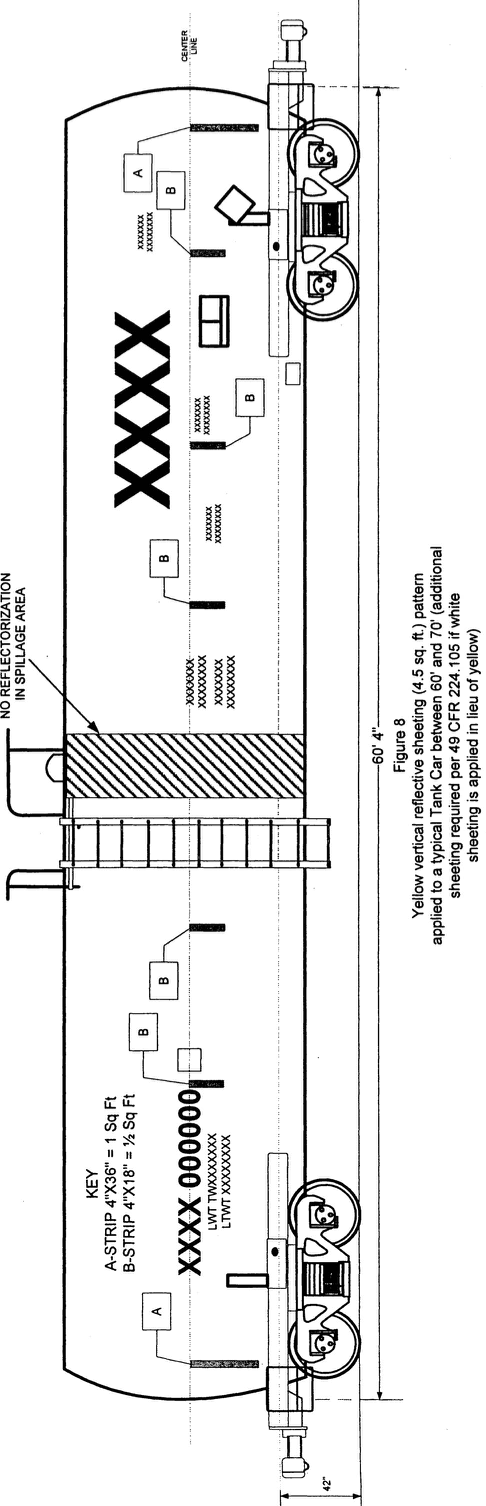 NO REFLECTORIZATION
IN SPILLAGE AREA
CENTER
LINE
KEY
A-STRIP 4"X36" = 1 Sq Ft
B-STRIP 4"X18" = ½ Sq Ft
A
B
B
B
B
B
A
XXXX 000000
LWT TWXXXXXXX
LTWT XXXXXXXXX
XXXXXXXX
XXXXXXXXX
XXXXXXXX
XXXXXXXXX
XXXXXXX
XXXXXXXX
XXXX
XXXXXXX
XXXXXXXX
XXXXXXX
XXXXXXXX
42"
60' 4"
Figure 8
Yellow vertical reflective sheeting (4.5 sq. ft.) pattern
applied to a typical Tank Car between 60' and 70' (additional
sheeting required per 49 CFR 224.105 if white
sheeting is applied in lieu of yellow)